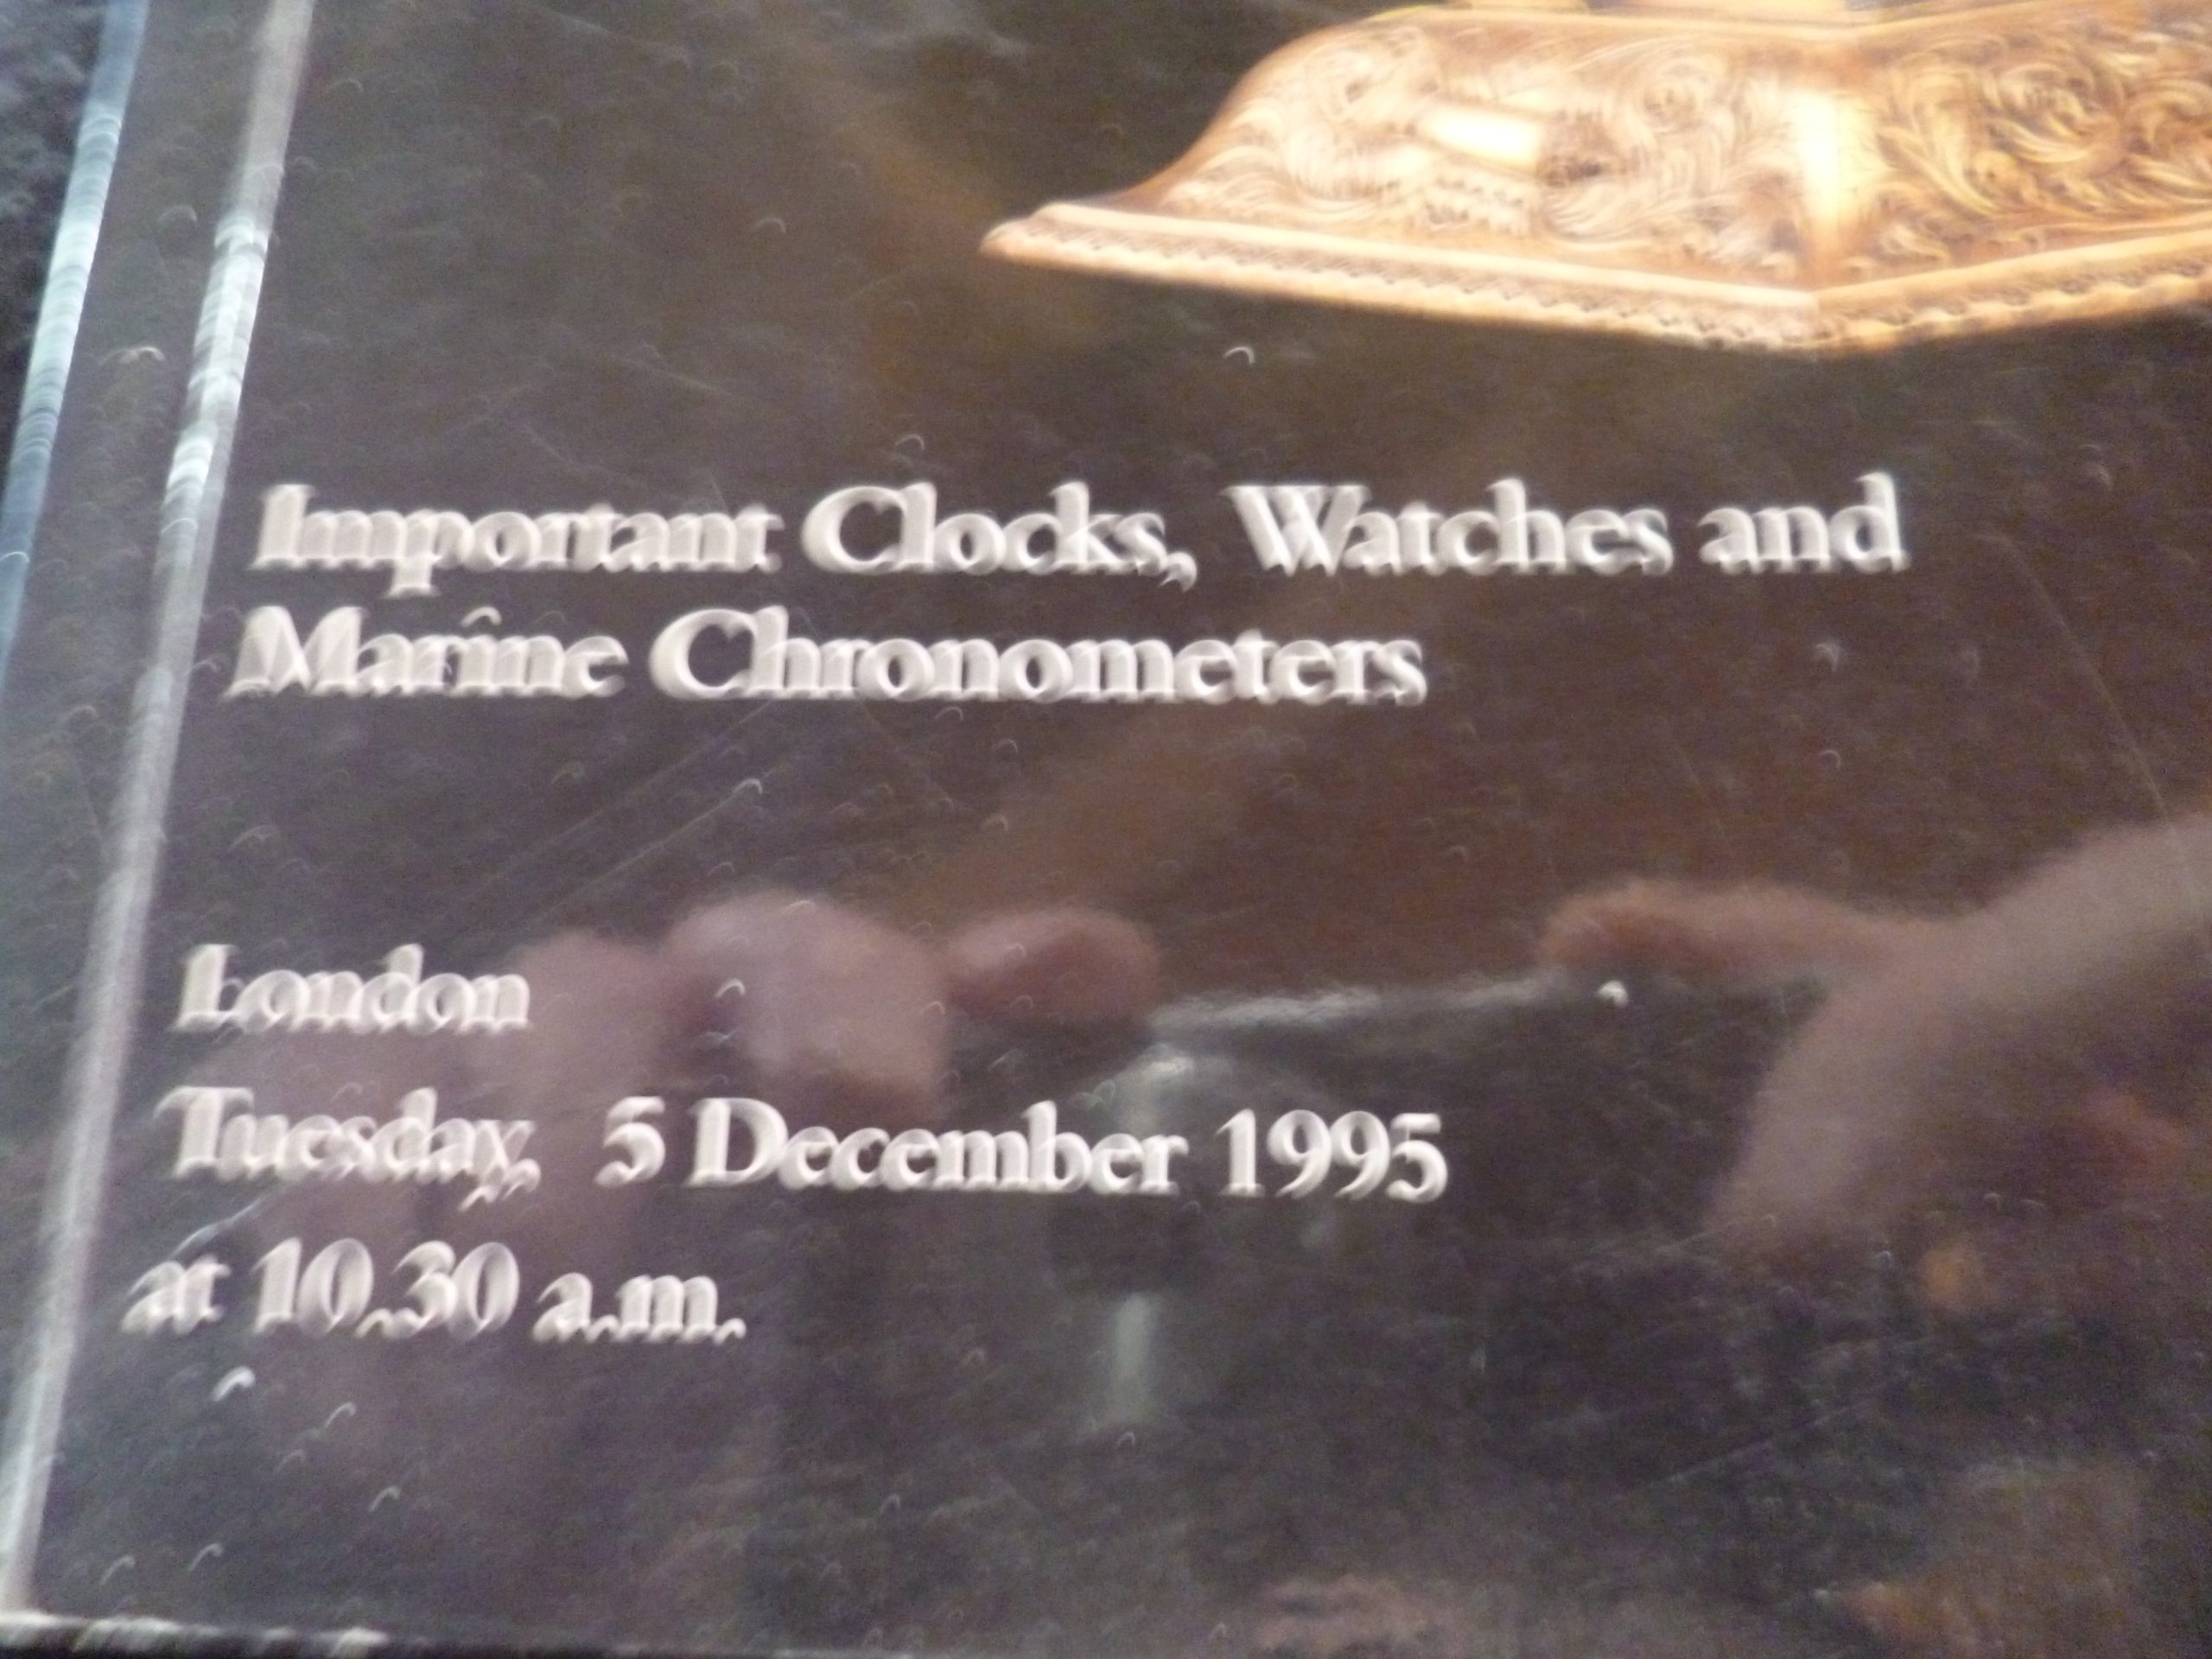 Important Clocks, Watches and
Marine Chronometers
London
Tuesday, 5 December 1995
at 10.30 a.m.